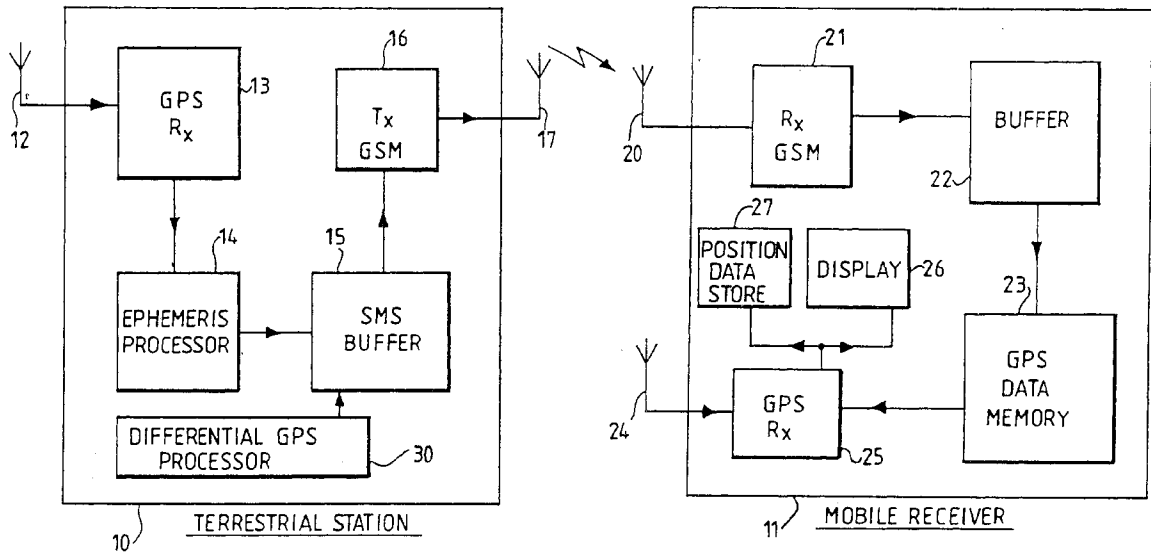 12
GPS
Rx
13
16
Tx
GSM
17
14
EPHEMERIS
PROCESSOR
15
SMS
BUFFER
DIFFERENTIAL GPS
PROCESSOR
30
10
TERRESTRIAL STATION
20
21
Rx
GSM
BUFFER
22
27
POSITION
DATA
STORE
DISPLAY
26
23
GPS
DATA
MEMORY
24
GPS
Rx
25
11
MOBILE RECEIVER